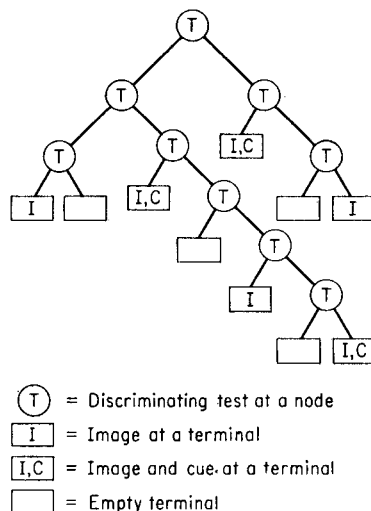 T
T T
T T I,C T
I I,C T I
T
I T
I,C
T = Discriminating test at a node
I = Image at a terminal
I,C = Image and cue at a terminal
= Empty terminal